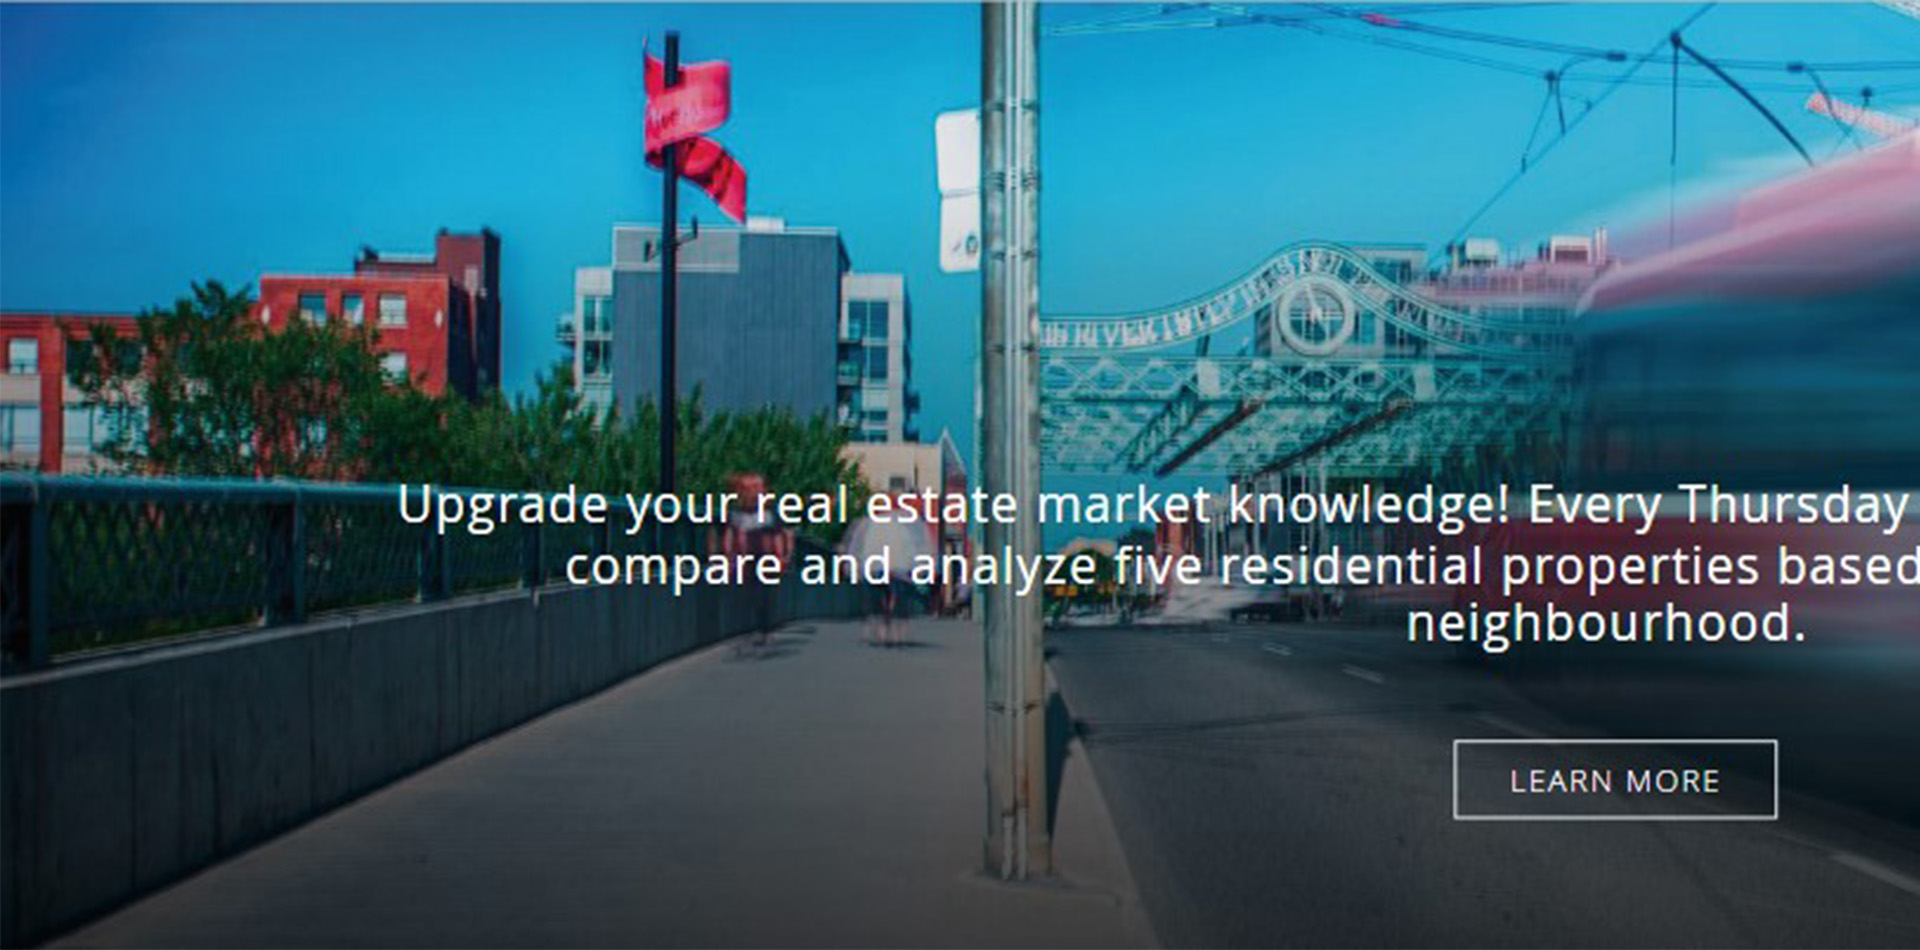 Upgrade your real estate market knowledge! Every Thursday
compare and analyze five residential properties based
neighbourhood.
LEARN MORE